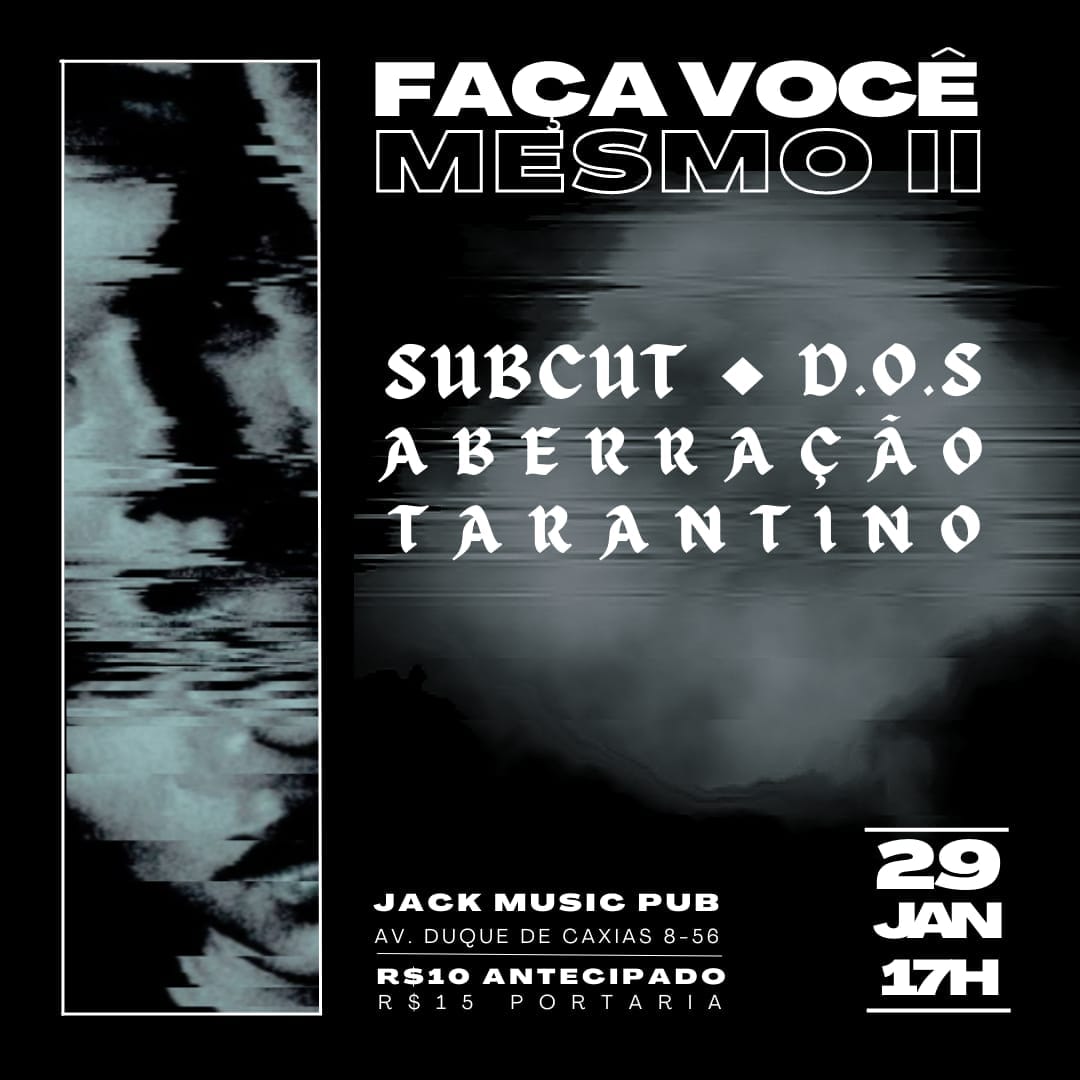 FAÇA VOCÊ
MESMO II
SUBCUT ◆ D.O.S
ABERRAÇÃO
TARANTINO
JACK MUSIC PUB
AV. DUQUE DE CAXIAS 8-56
R$10 ANTECIPADO
R$15 PORTARIA
29
JAN
17H